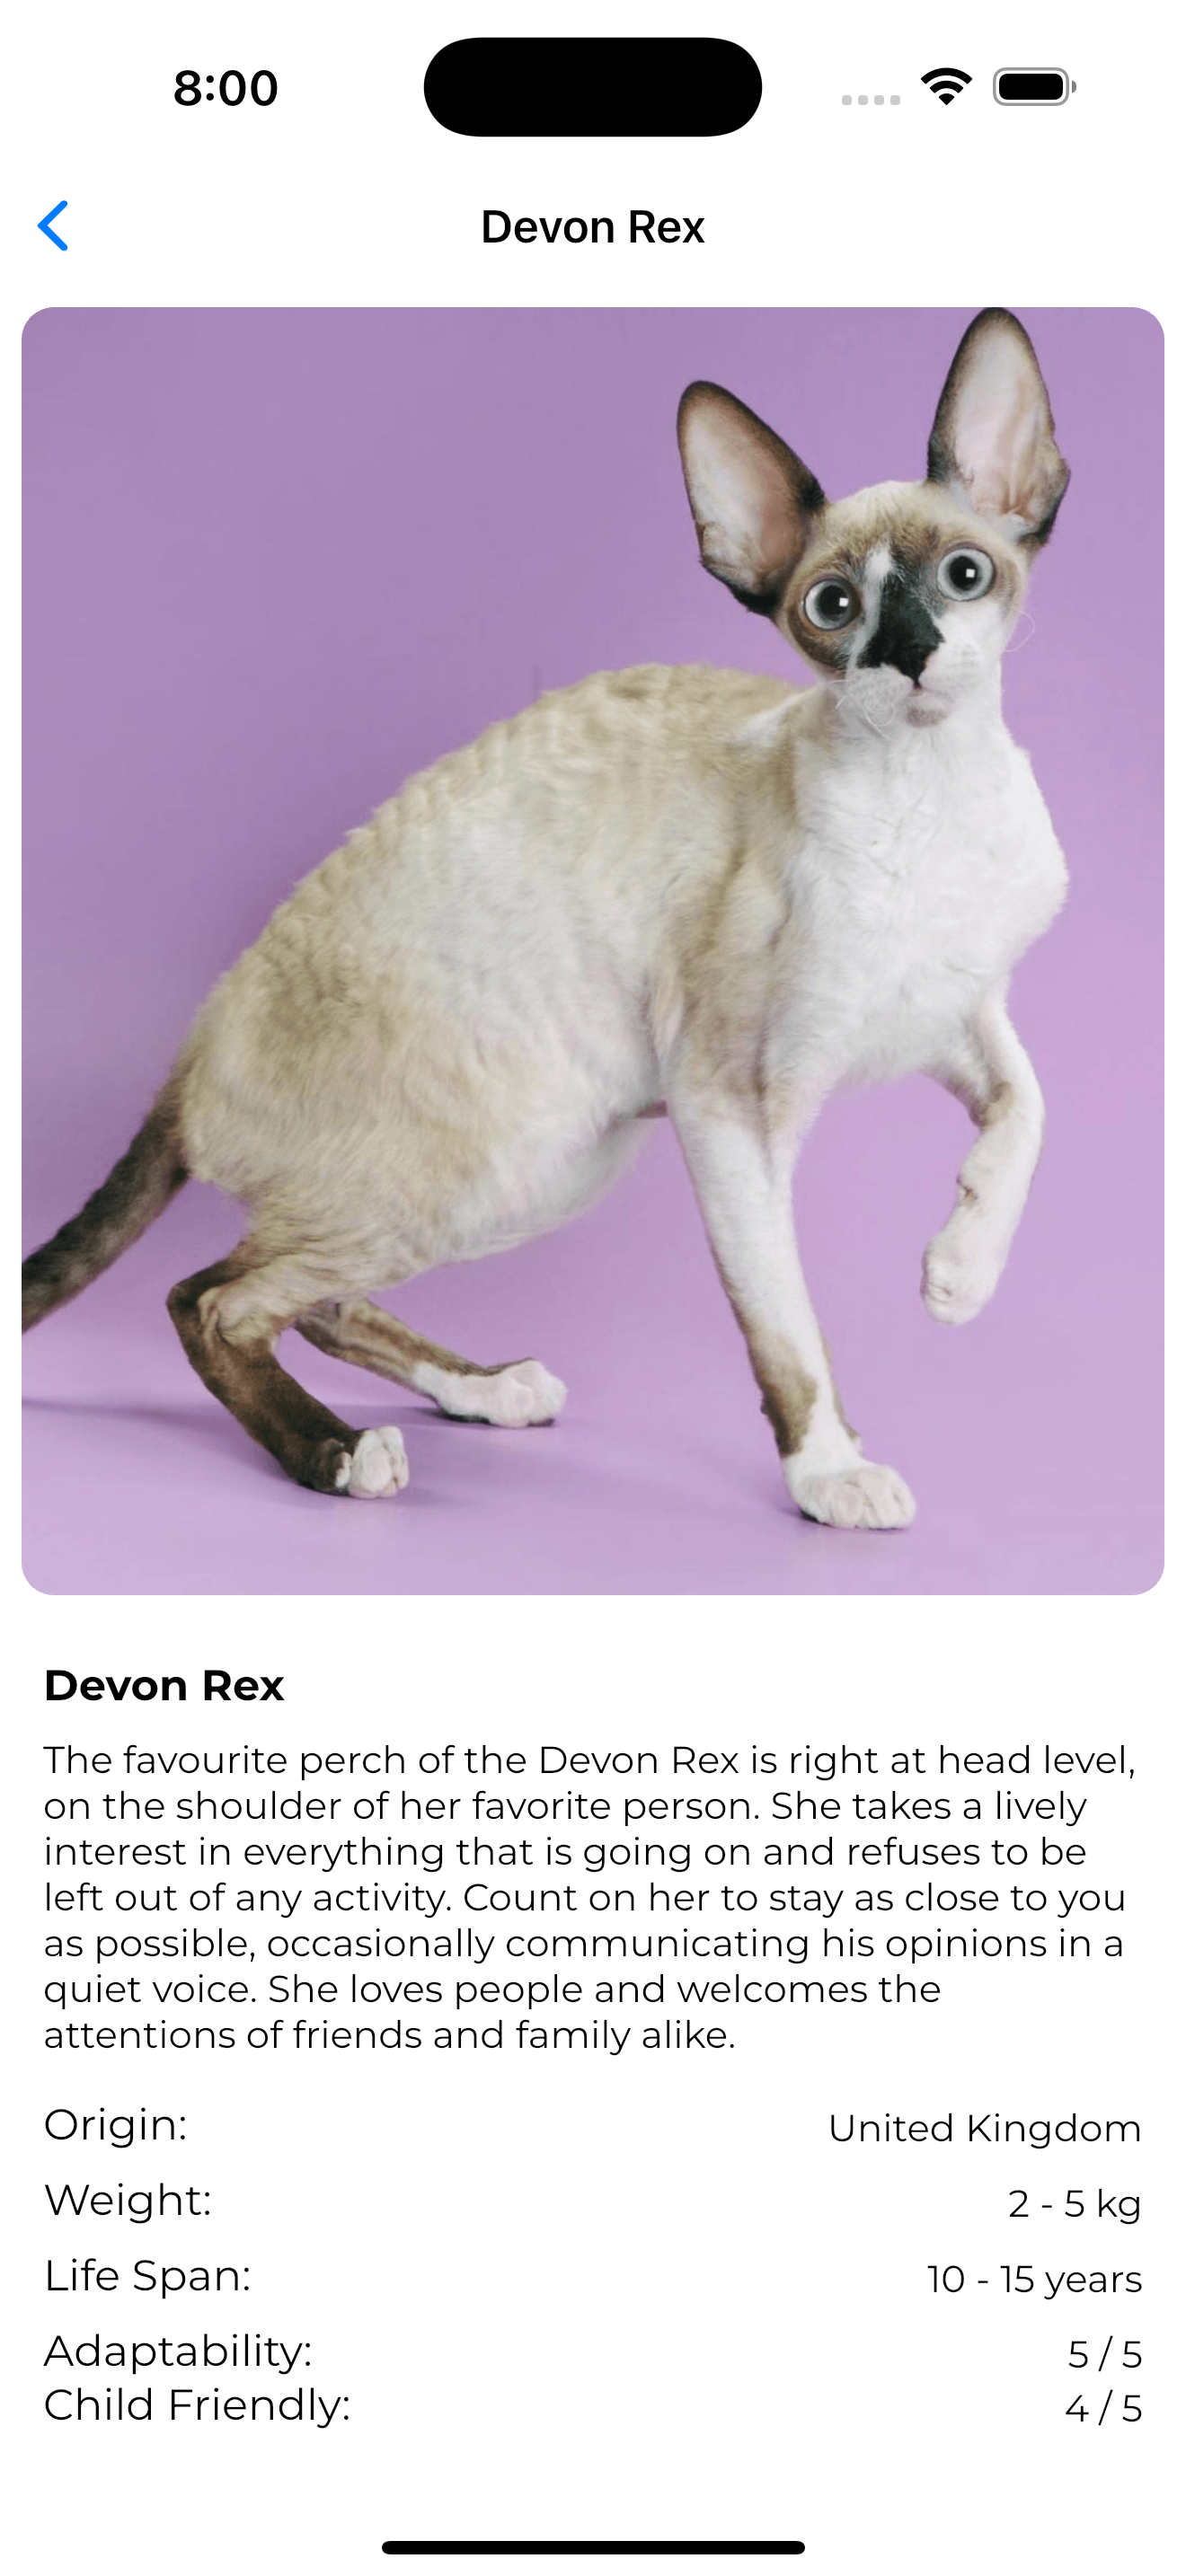 8:00
Devon Rex
Devon Rex
The favourite perch of the Devon Rex is right at head level,
on the shoulder of her favorite person. She takes a lively
interest in everything that is going on and refuses to be
left out of any activity. Count on her to stay as close to you
as possible, occasionally communicating his opinions in a
quiet voice. She loves people and welcomes the
attentions of friends and family alike.
Origin: United Kingdom
Weight: 2 - 5 kg
Life Span: 10 - 15 years
Adaptability: 5 / 5
Child Friendly: 4 / 5